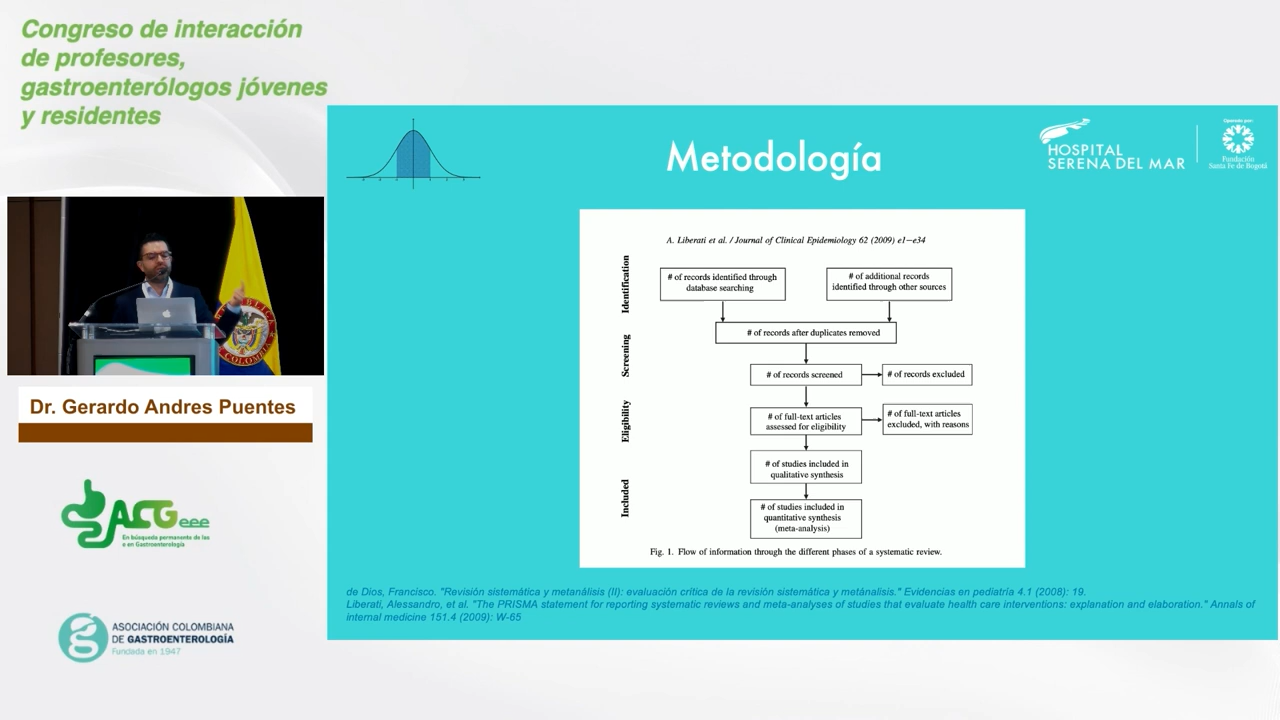 Congreso de interacción
de profesores,
gastroenterólogos jóvenes
y residentes
Metodología
HOSPITAL
SERENA DEL MAR
Operado por:
Fundación
Santa Fe de Bogotá
A. Liberati et al. / Journal of Clinical Epidemiology 62 (2009) e1–e34
Identification
# of records identified through
database searching
# of additional records
identified through other sources
# of records after duplicates removed
Screening
# of records screened
# of records excluded
Eligibility
# of full-text articles
assessed for eligibility
# of full-text articles
excluded, with reasons
Included
# of studies included in
qualitative synthesis
# of studies included in
quantitative synthesis
(meta-analysis)
Fig. 1. Flow of information through the different phases of a systematic review.
de Dios, Francisco. "Revisión sistemática y metanálisis (II): evaluación crítica de la revisión sistemática y metánalisis." Evidencias en pediatría 4.1 (2008): 19.
Liberati, Alessandro, et al. "The PRISMA statement for reporting systematic reviews and meta-analyses of studies that evaluate health care interventions: explanation and elaboration." Annals of
internal medicine 151.4 (2009): W-65
COLOMBIA
Dr. Gerardo Andres Puentes
ACGeee
En búsqueda permanente de las
e en Gastroenterología
ASOCIACIÓN COLOMBIANA
DE GASTROENTEROLOGÍA
Fundada en 1947